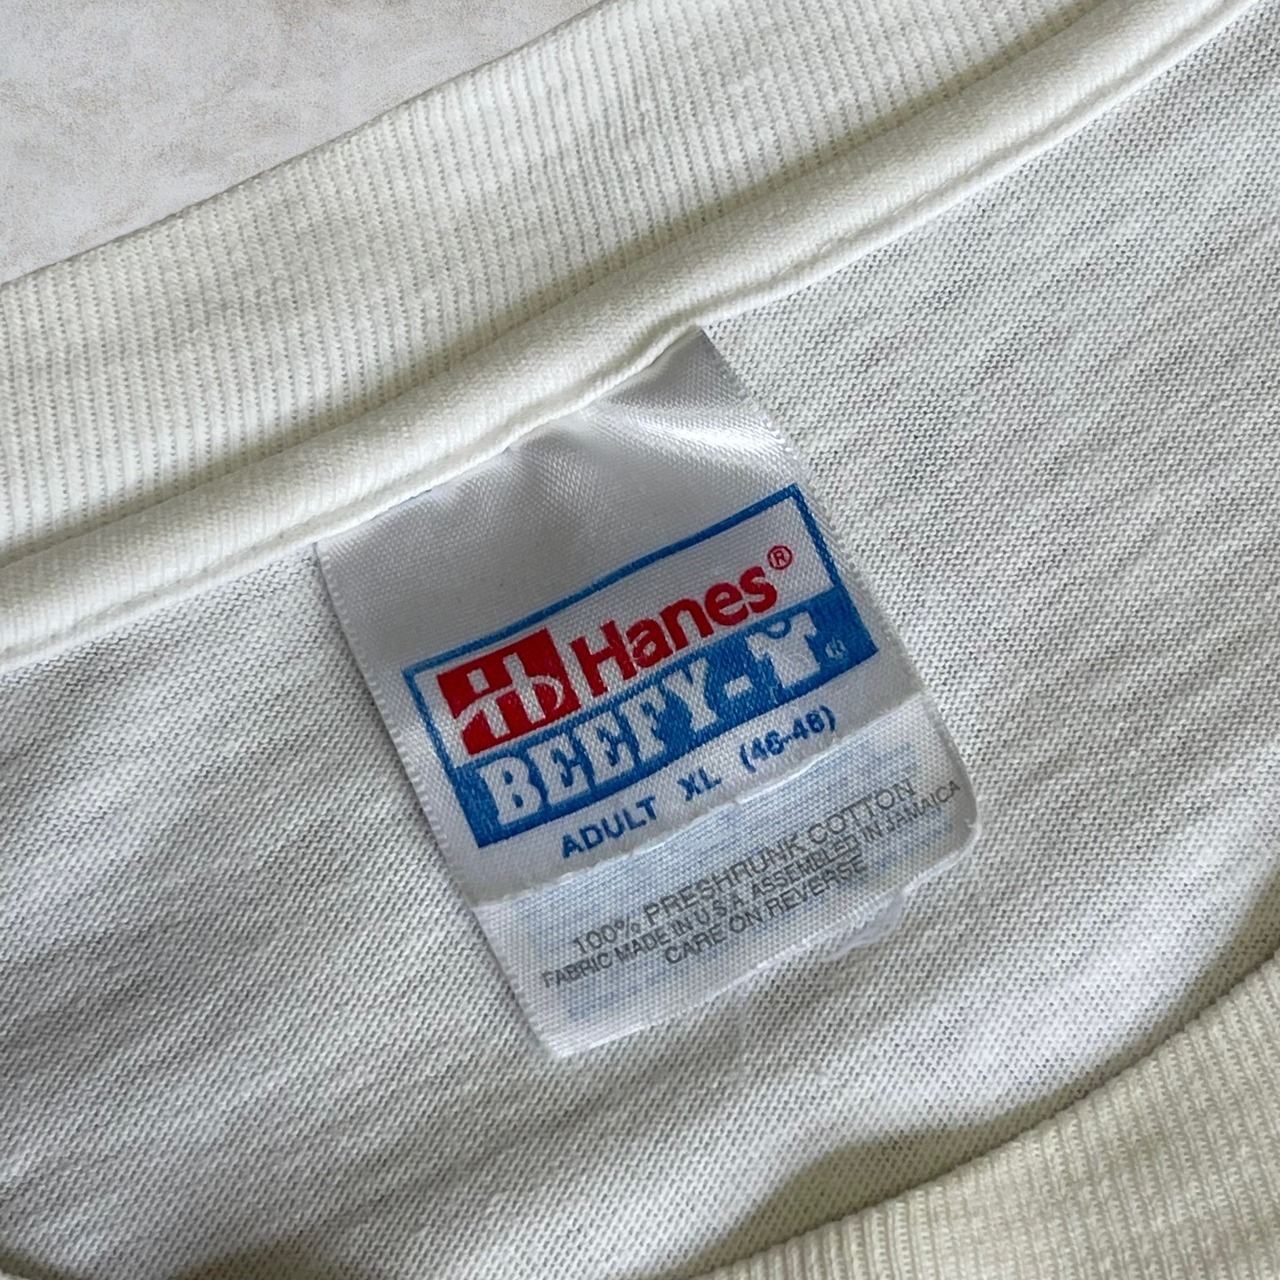 Hanes®
BEEFY-T®
ADULT XL (46-48)
100% PRESHRUNK COTTON
FABRIC MADE IN U.S.A. ASSEMBLED IN JAMAICA
CARE ON REVERSE